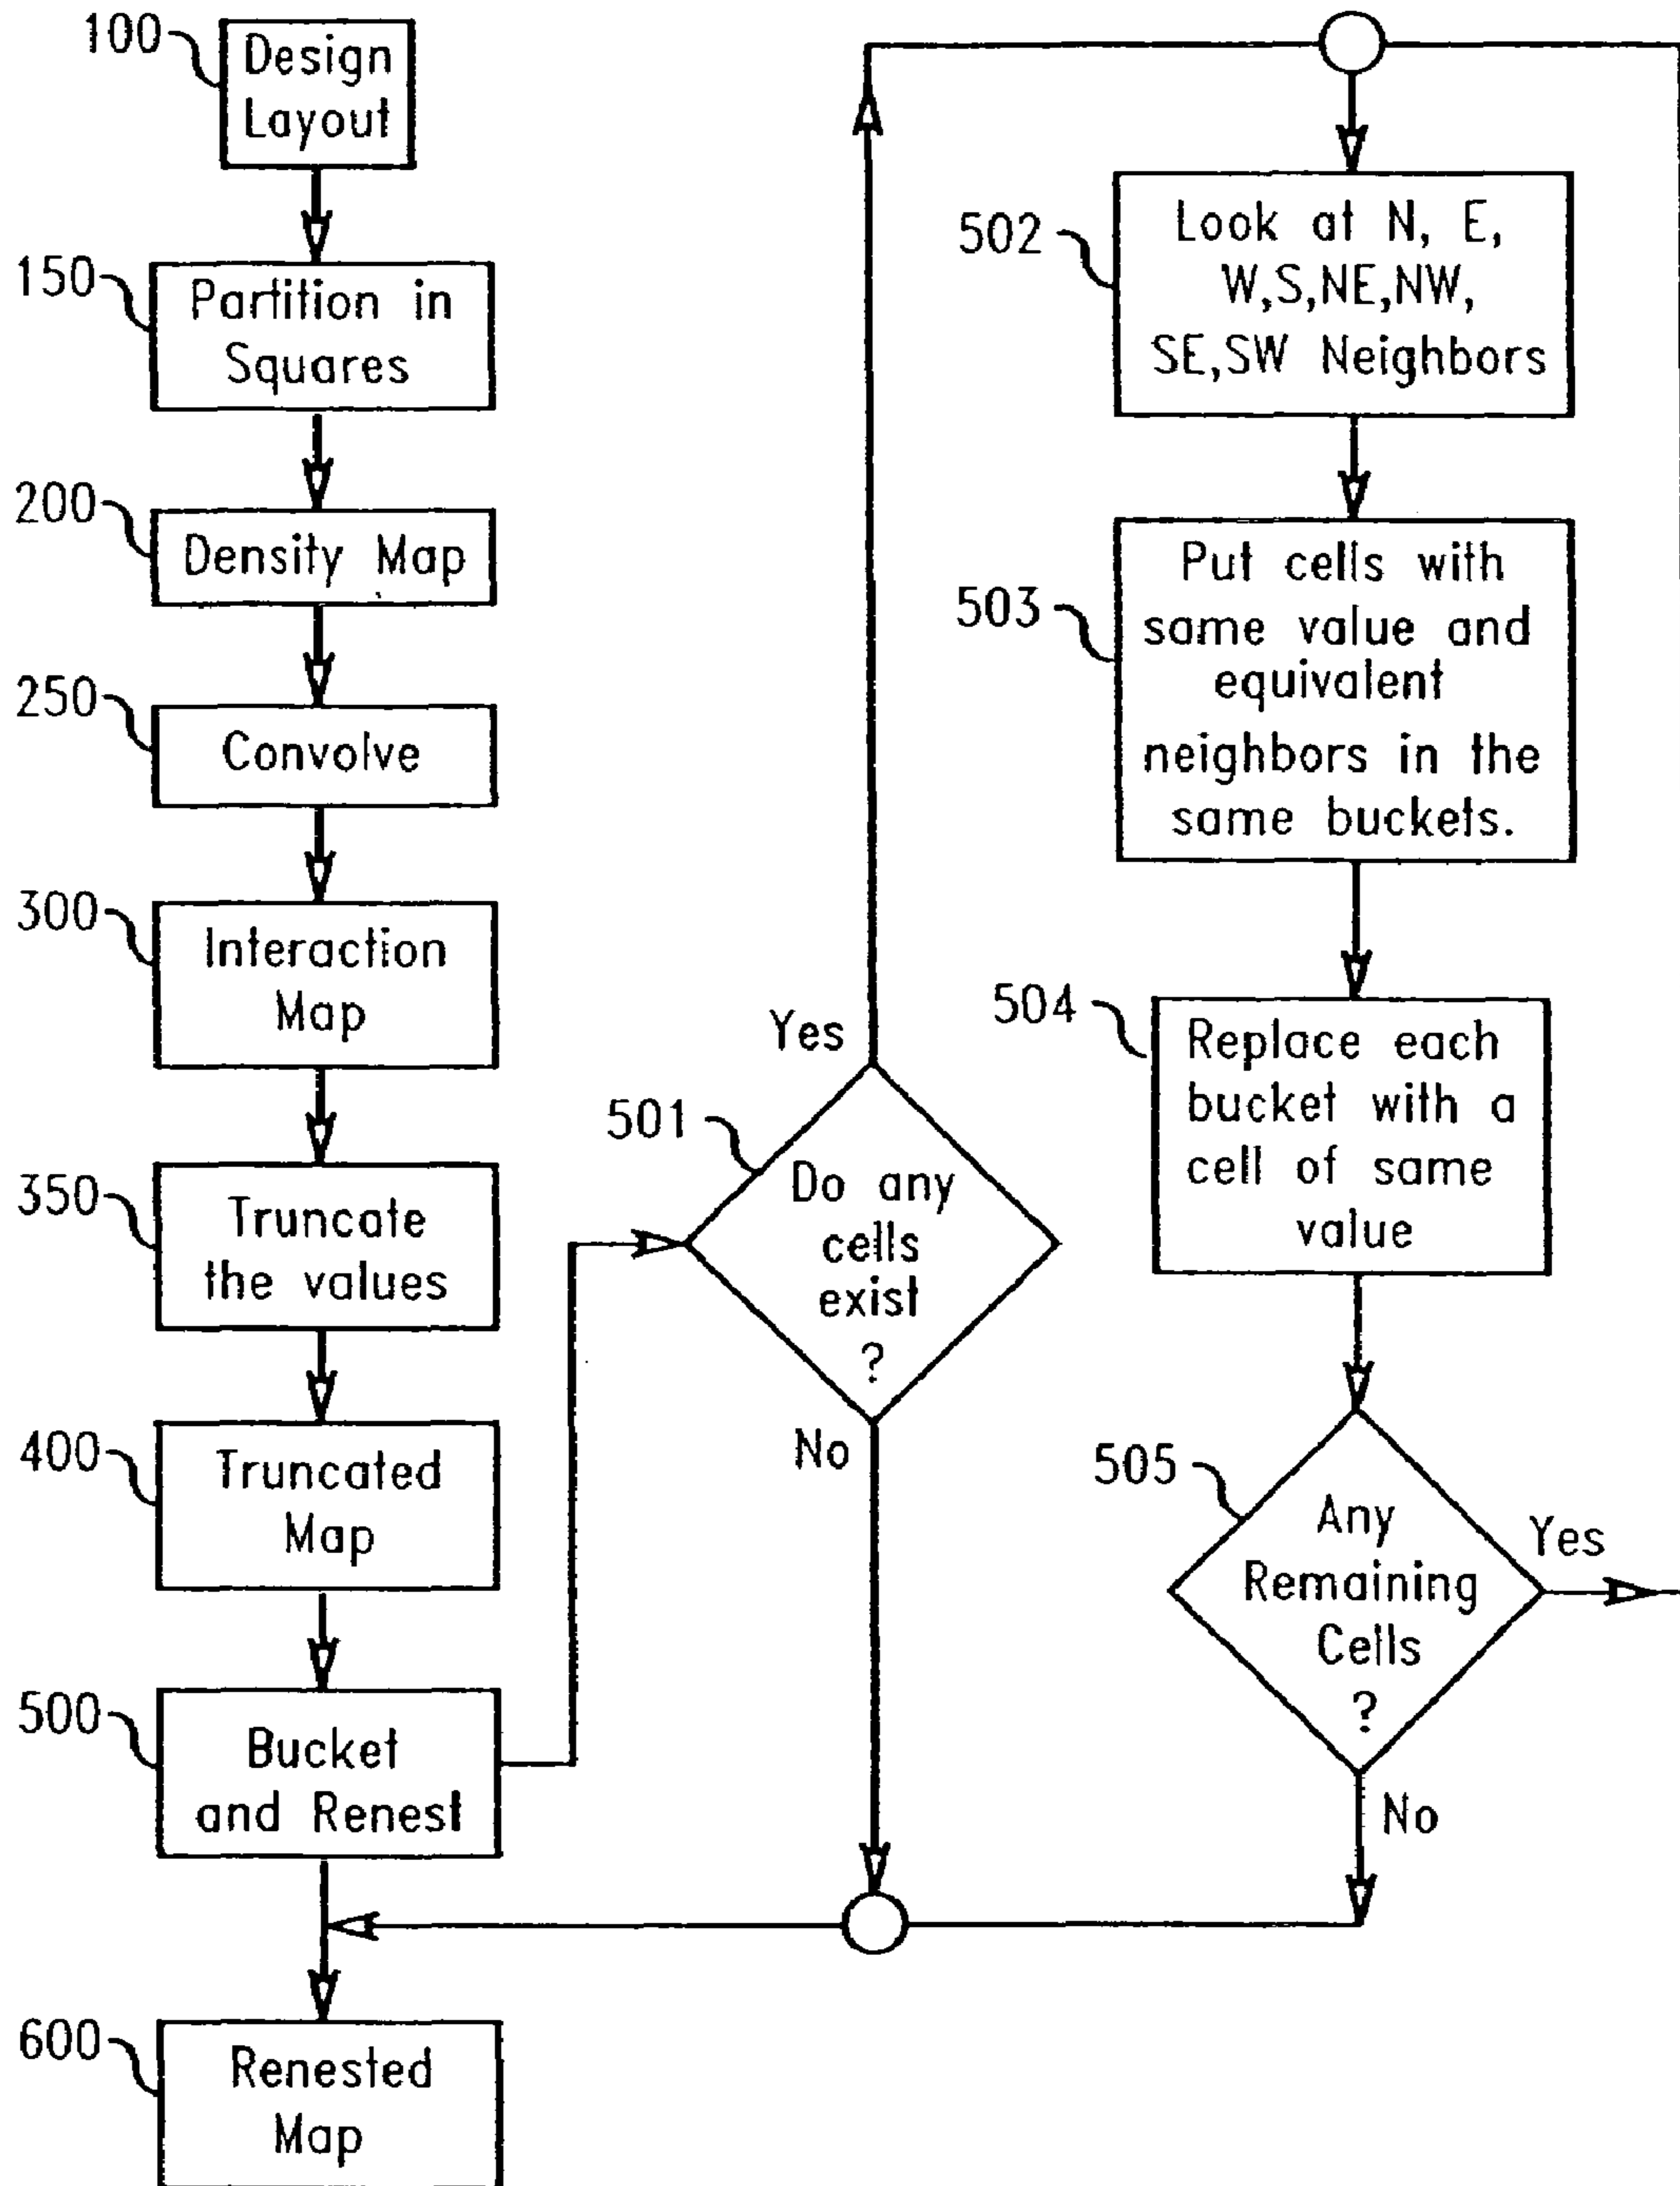 100
Design
Layout
150
Partition in
Squares
200
Density Map
250
Convolve
300
Interaction
Map
350
Truncate
the values
400
Truncated
Map
500
Bucket
and Renest
600
Renested
Map
501
Do any
cells
exist
?
Yes
No
502
Look at N, E,
W,S,NE,NW,
SE,SW Neighbors
503
Put cells with
same value and
equivalent
neighbors in the
same buckets.
504
Replace each
bucket with a
cell of same
value
505
Any
Remaining
Cells
?
Yes
No